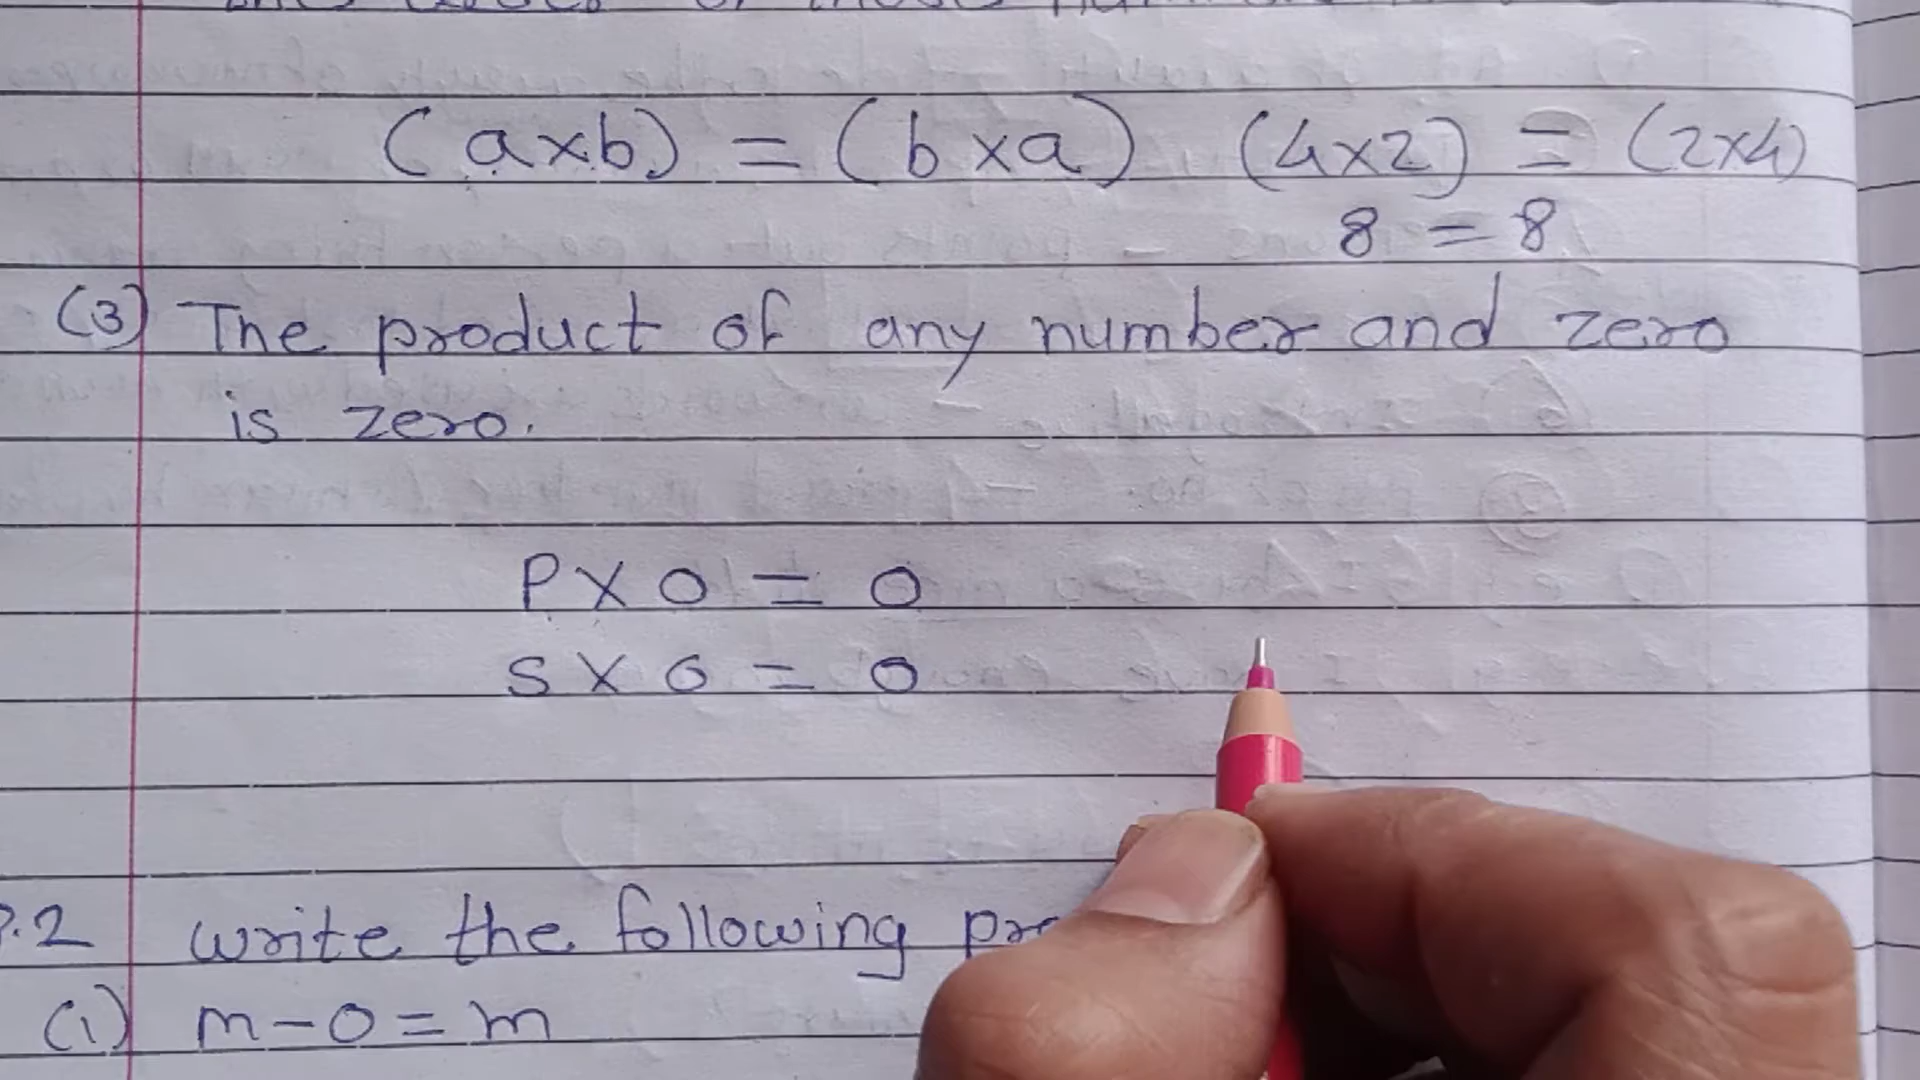 (a×b) = (b×a) (4×2) = (2×4)
8 = 8
(3) The product of any number and zero
is zero.
P × 0 = 0
S × 0 = 0
.2 write the following
(i) m - 0 = m